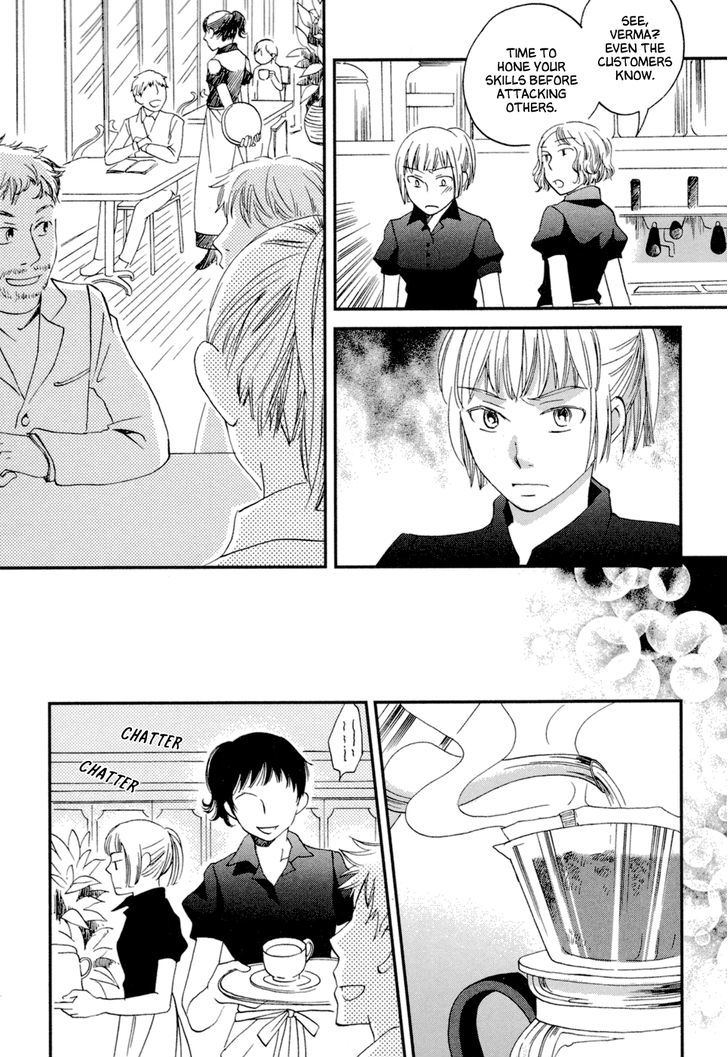 SEE,
VERMA?
EVEN THE
CUSTOMERS
KNOW.
TIME TO
HONE YOUR
SKILLS BEFORE
ATTACKING
OTHERS.
CHATTER
CHATTER